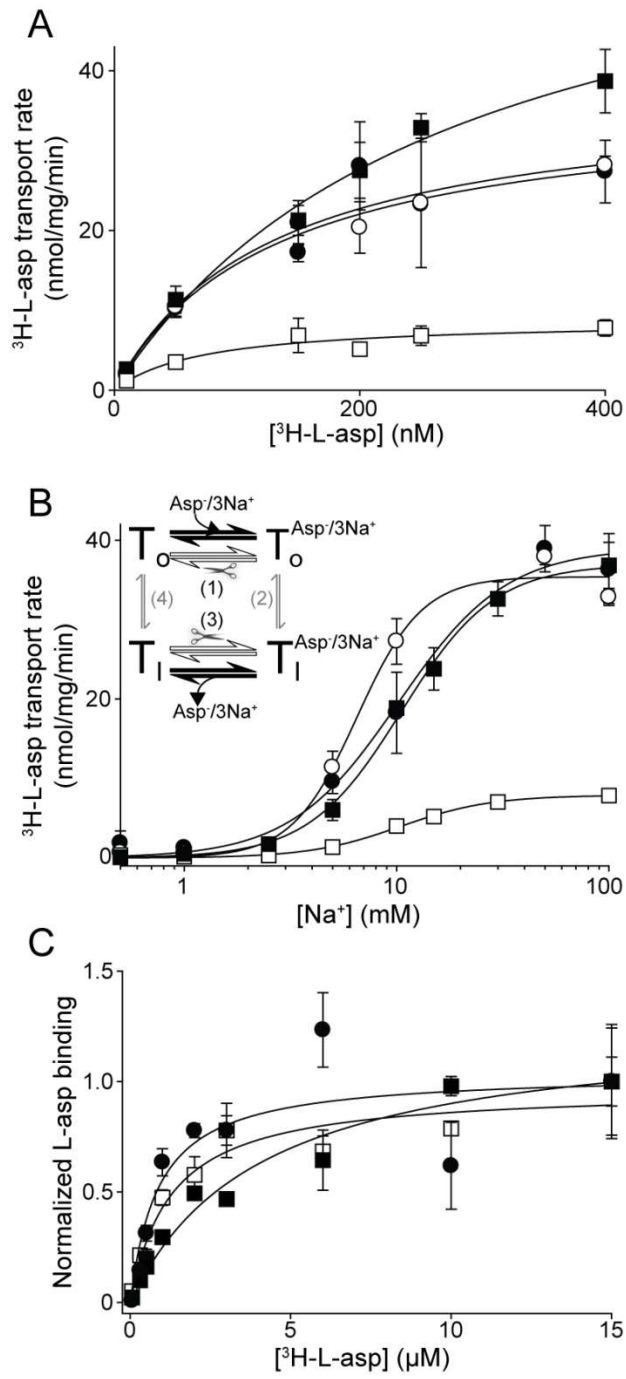 A
³H-L-asp transport rate
(nmol/mg/min)
40
20
0
0
200
400
[³H-L-asp] (nM)
B
³H-L-asp transport rate
(nmol/mg/min)
40
20
0
Asp⁻/3Na⁺
T O
T O Asp⁻/3Na⁺
(1)
(4)
(2)
(3)
T I
T I Asp⁻/3Na⁺
Asp⁻/3Na⁺
1
10
100
[Na⁺] (mM)
C
Normalized L-asp binding
1.5
1.0
0.5
0
0
5
10
15
[³H-L-asp] (µM)